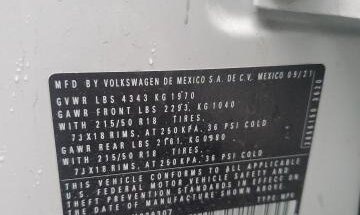 MFD BY VOLKSWAGEN DE MEXICO S.A. DE C.V. MEXICO 09/21
GVWR LBS 4343 KG 1970
GAWR FRONT LBS 2293, KG 1040
WITH 215/50 R18 TIRES,
7JX18 RIMS, AT 250 KPA, 36 PSI COLD
GAWR REAR LBS 2161, KG 0980
WITH 215/50 R18 TIRES,
7JX18 RIMS, AT 250 KPA, 36 PSI COLD
THIS VEHICLE CONFORMS TO ALL APPLICABLE
U.S. FEDERAL MOTOR VEHICLE SAFETY AND
THEFT PREVENTION STANDARDS IN EFFECT
ON THE DATE OF MANUFACTURE SHOWN ABOVE.